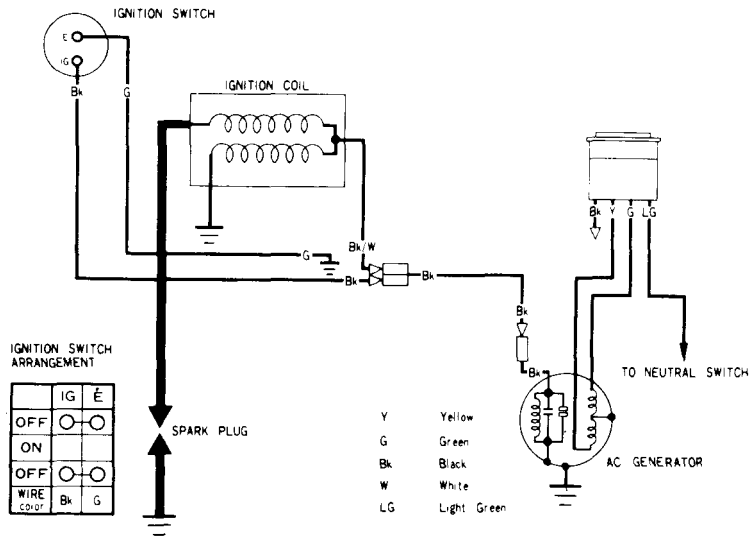 IGNITION SWITCH
E
IG
Bk
G
IGNITION COIL
Bk Y G LG
Bk/W
G
Bk
Bk
Bk
Bk
TO NEUTRAL SWITCH
IGNITION SWITCH
ARRANGEMENT
IG É
OFF
ON
OFF
WIRE Bk G
color
SPARK PLUG
Y Yellow
G Green
Bk Black
W White
LG Light Green
AC GENERATOR